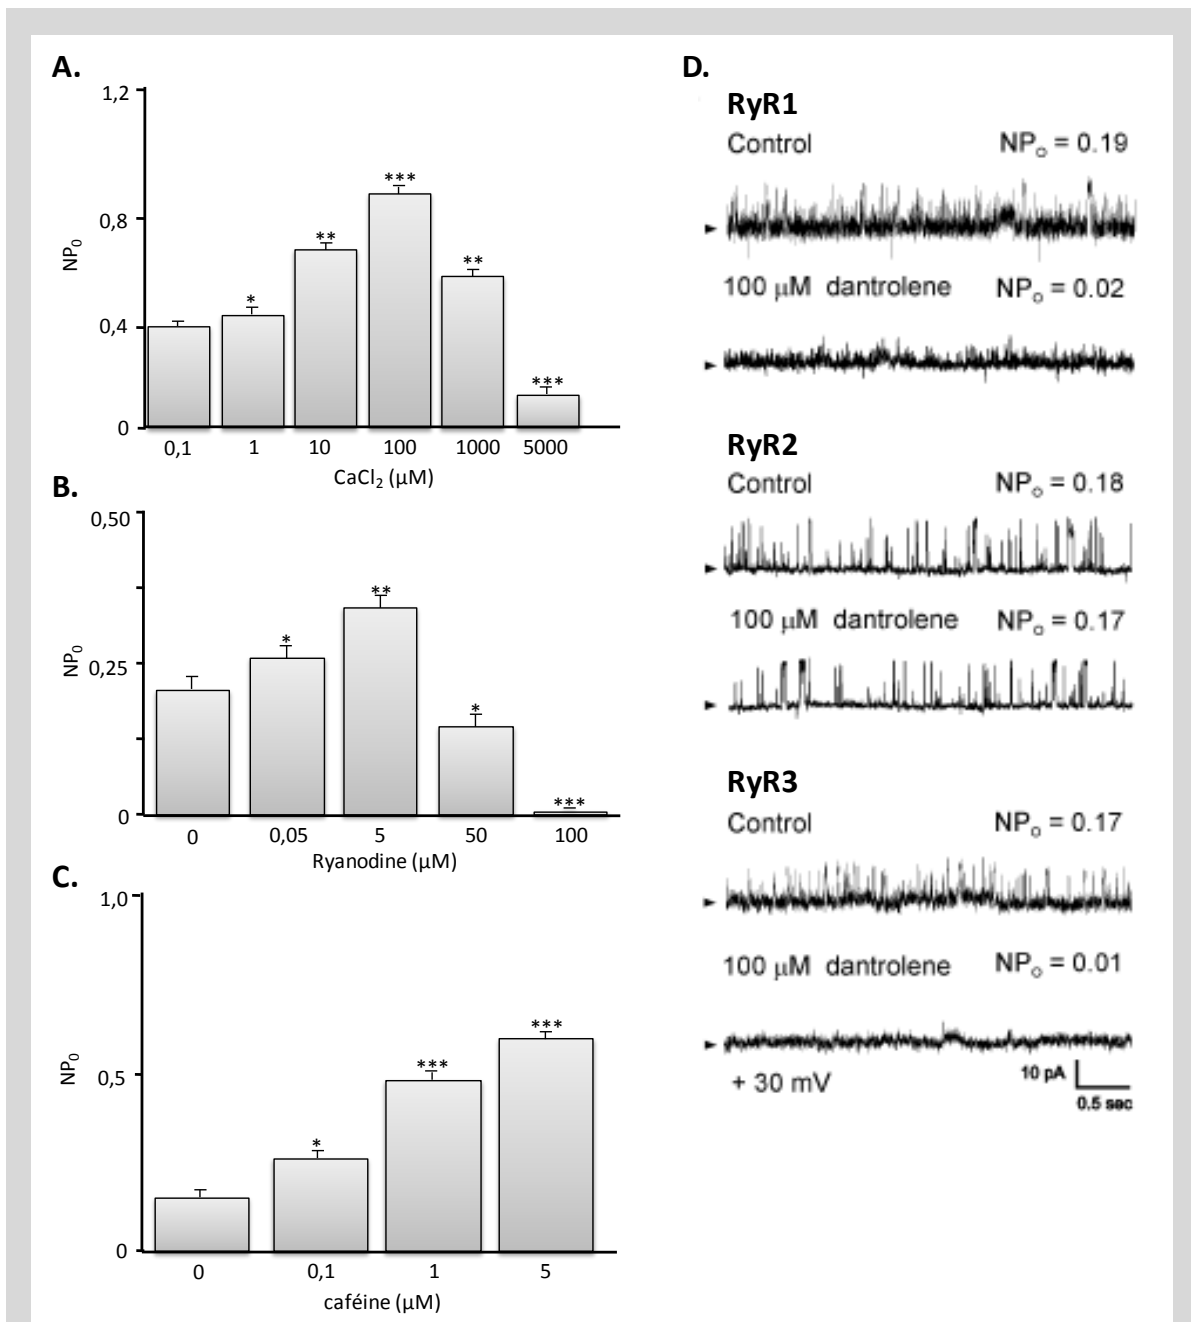 A.
1,2
0,8
0,4
0
NP0
*
**
***
**
***
0,1 1 10 100 1000 5000
CaCl2 (µM)
B.
0,50
0,25
0
NP0
*
**
*
***
0 0,05 5 50 100
Ryanodine (µM)
C.
1,0
0,5
0
NP0
*
***
***
0 0,1 1 5
caféine (µM)
D.
RyR1
Control NPo = 0.19
100 µM dantrolene NPo = 0.02
RyR2
Control NPo = 0.18
100 µM dantrolene NPo = 0.17
RyR3
Control NPo = 0.17
100 µM dantrolene NPo = 0.01
+ 30 mV
10 pA
0.5 sec